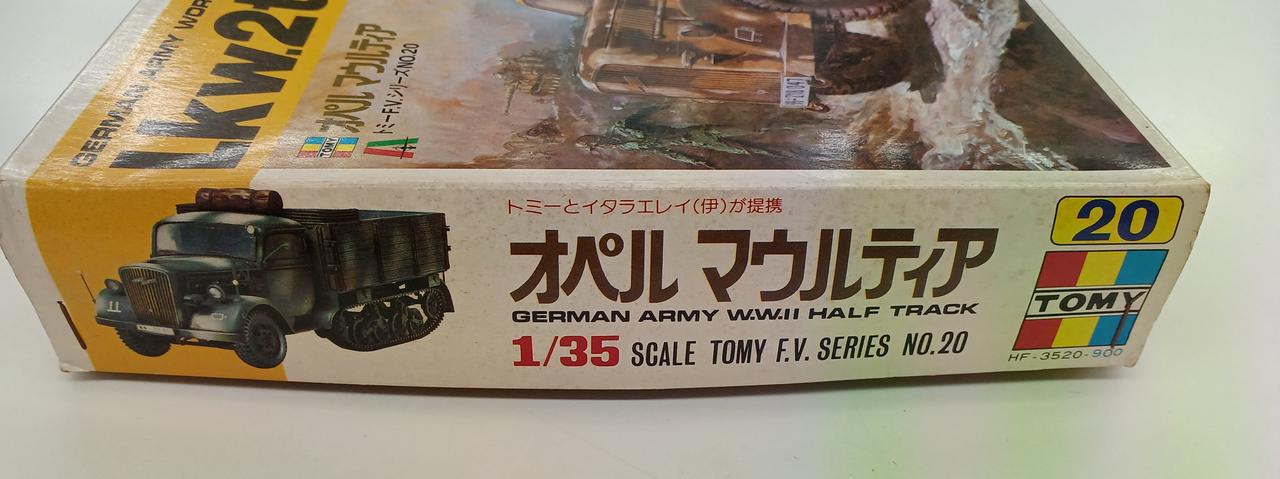 GERMAN ARMY WOR
LKW.2t
オペル マウルティア
トミーF.V.シリーズNO.20
TOMY
トミーとイタラエレイ(伊)が提携
オペル マウルティア
GERMAN ARMY W.W.II HALF TRACK
1/35 SCALE TOMY F.V. SERIES NO.20
20
TOMY
HF-3520-900